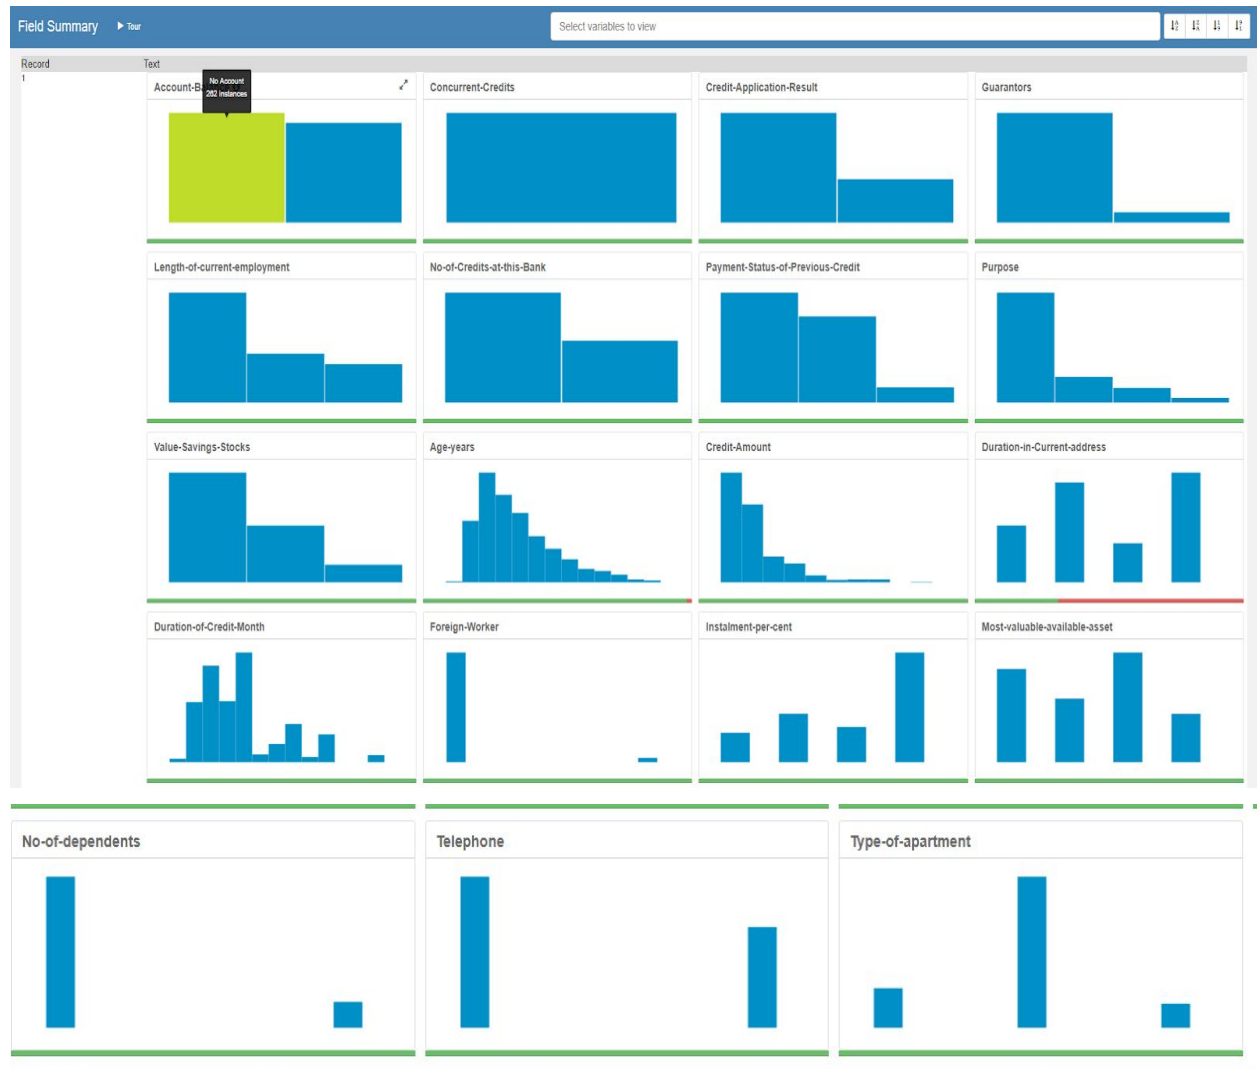 Field Summary
Tour
Select variables to view
Record
Text
1
No Account
262 instances
Concurrent-Credits
Credit-Application-Result
Guarantors
Length-of-current-employment
No-of-Credits-at-this-Bank
Payment-Status-of-Previous-Credit
Purpose
Value-Savings-Stocks
Age-years
Credit-Amount
Duration-in-Current-address
Duration-of-Credit-Month
Foreign-Worker
Instalment-per-cent
Most-valuable-available-asset
No-of-dependents
Telephone
Type-of-apartment